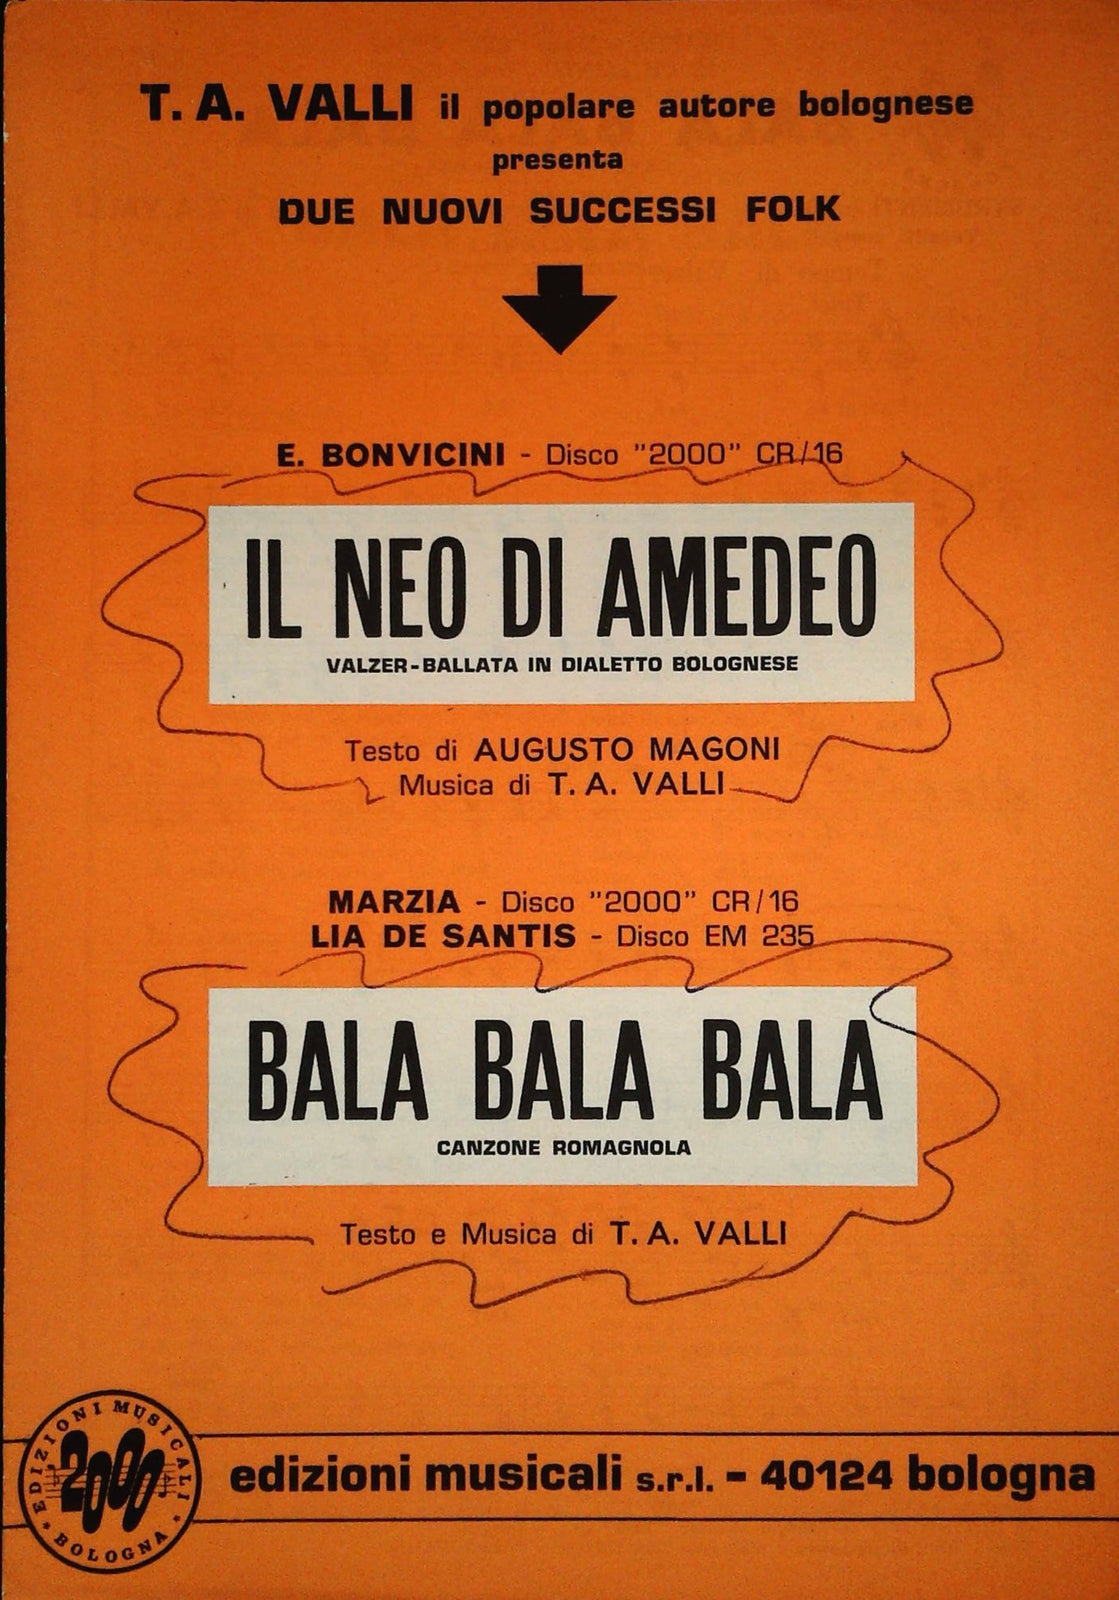 T. A. VALLI il popolare autore bolognese
presenta
DUE NUOVI SUCCESSI FOLK
E. BONVICINI - Disco "2000" CR/16
IL NEO DI AMEDEO
VALZER-BALLATA IN DIALETTO BOLOGNESE
Testo di AUGUSTO MAGONI
Musica di T. A. VALLI
MARZIA - Disco "2000" CR/16
LIA DE SANTIS - Disco EM 235
BALA BALA BALA
CANZONE ROMAGNOLA
Testo e Musica di T. A. VALLI
EDIZIONI MUSICALI
2000
* BOLOGNA *
edizioni musicali s.r.l. - 40124 bologna